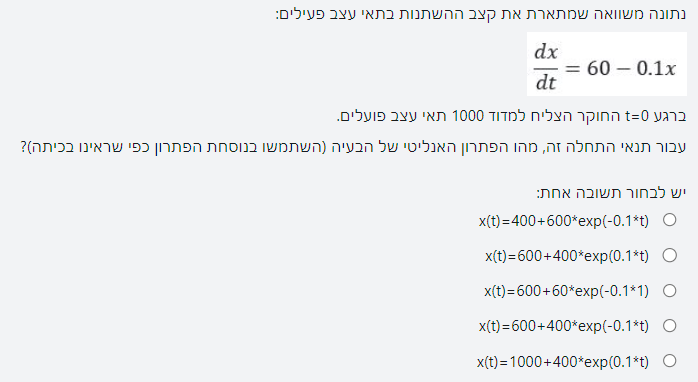 נתונה משוואה שמתארת את קצב ההשתנות בתאי עצב פעילים:
dx/dt = 60 − 0.1x
ברגע t=0 החוקר הצליח למדוד 1000 תאי עצב פועלים.
עבור תנאי התחלה זה, מהו הפתרון האנליטי של הבעיה (השתמשו בנוסחת הפתרון כפי שראינו בכיתה)?
יש לבחור תשובה אחת:
x(t)=400+600*exp(-0.1*t)
x(t)=600+400*exp(0.1*t)
x(t)=600+60*exp(-0.1*1)
x(t)=600+400*exp(-0.1*t)
x(t)=1000+400*exp(0.1*t)